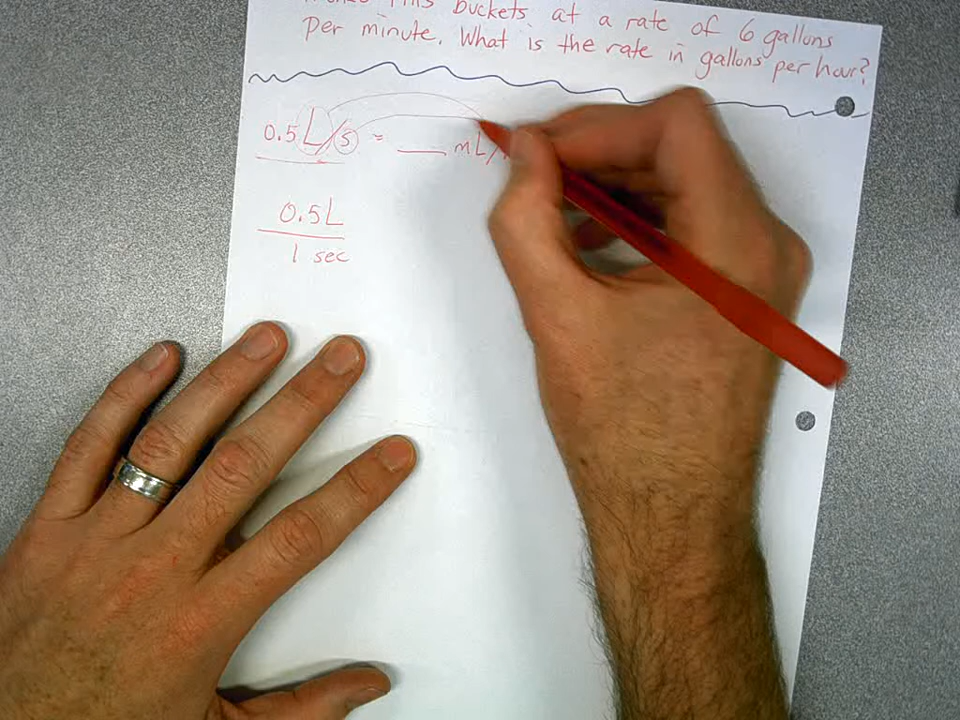 buckets at a rate of 6 gallons
per minute. What is the rate in gallons per hour?
0.5 L/s = ___ mL/
0.5L
1 sec